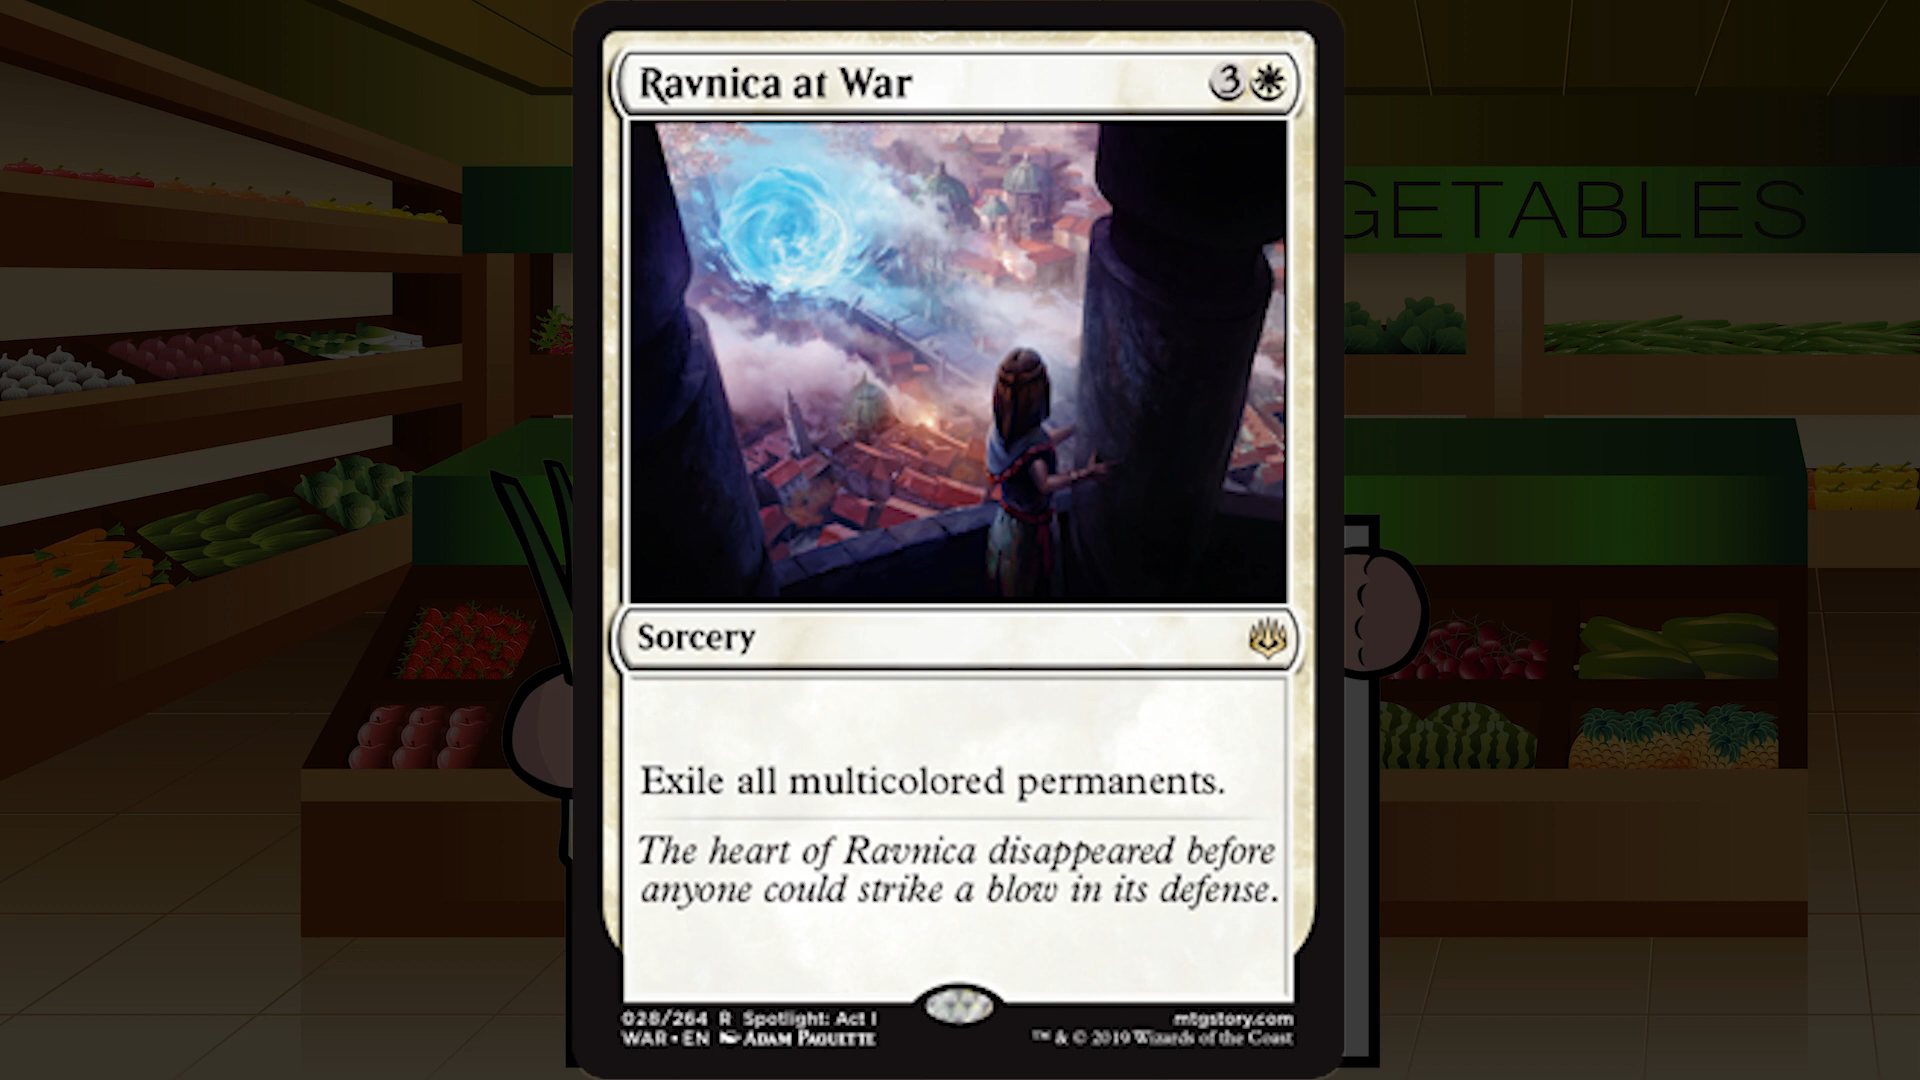 Ravnica at War 3
GETABLES
Sorcery
Exile all multicolored permanents.
The heart of Ravnica disappeared before
anyone could strike a blow in its defense.
028/264 R Spotlight: Act I
WAR • EN ADAM PAQUETTE
mtgstory.com
™ & © 2019 Wizards of the Coast